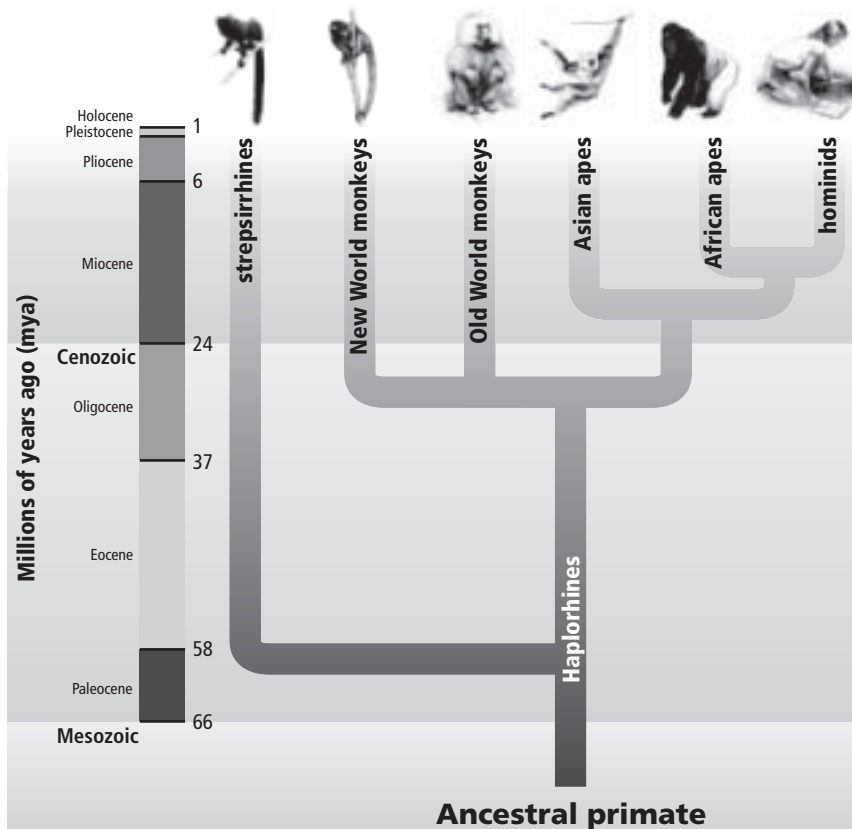 Holocene
Pleistocene
Pliocene
Miocene
Cenozoic
Oligocene
Eocene
Paleocene
Mesozoic
Millions of years ago (mya)
1
6
24
37
58
66
strepsirrhines
New World monkeys
Old World monkeys
Asian apes
African apes
hominids
Haplorhines
Ancestral primate